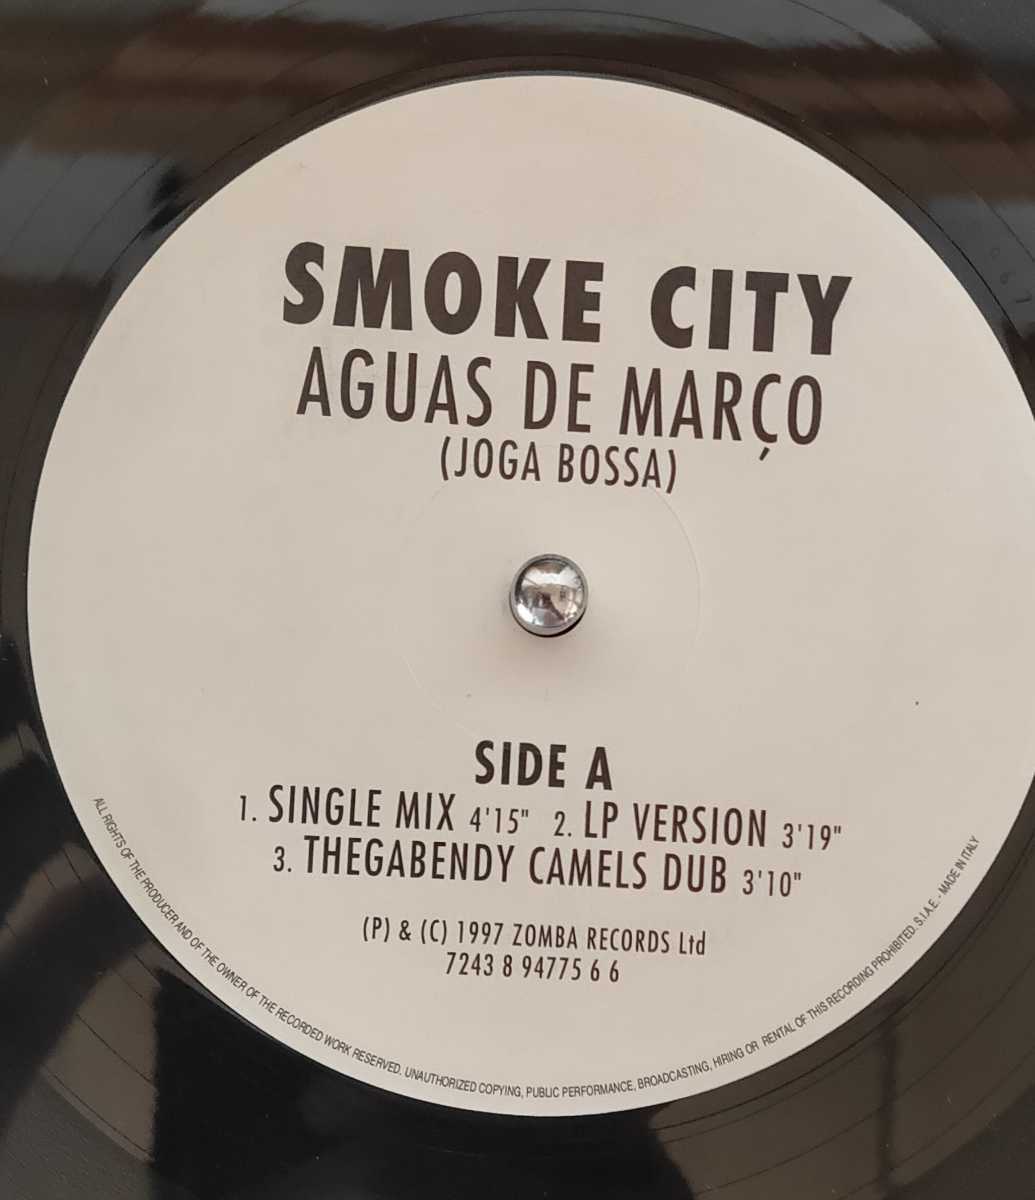 SMOKE CITY
AGUAS DE MARÇO
(JOGA BOSSA)
SIDE A
1. SINGLE MIX 4'15" 2. LP VERSION 3'19"
3. THEGABENDY CAMELS DUB 3'10"
(P) & (C) 1997 ZOMBA RECORDS Ltd
7243 8 94775 6 6
ALL RIGHTS OF THE PRODUCER AND OF THE OWNER OF THE RECORDED WORK RESERVED. UNAUTHORIZED COPYING, PUBLIC PERFORMANCE, BROADCASTING, HIRING OR RENTAL OF THIS RECORDING PROHIBITED. S.I.A.E. - MADE IN ITALY